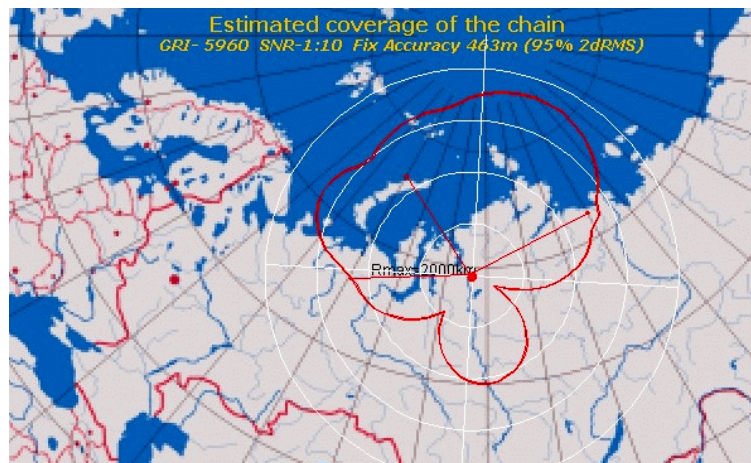 Estimated coverage of the chain
GRI- 5960 SNR-1:10 Fix Accuracy 463m (95% 2dRMS)
Rmax=2000km